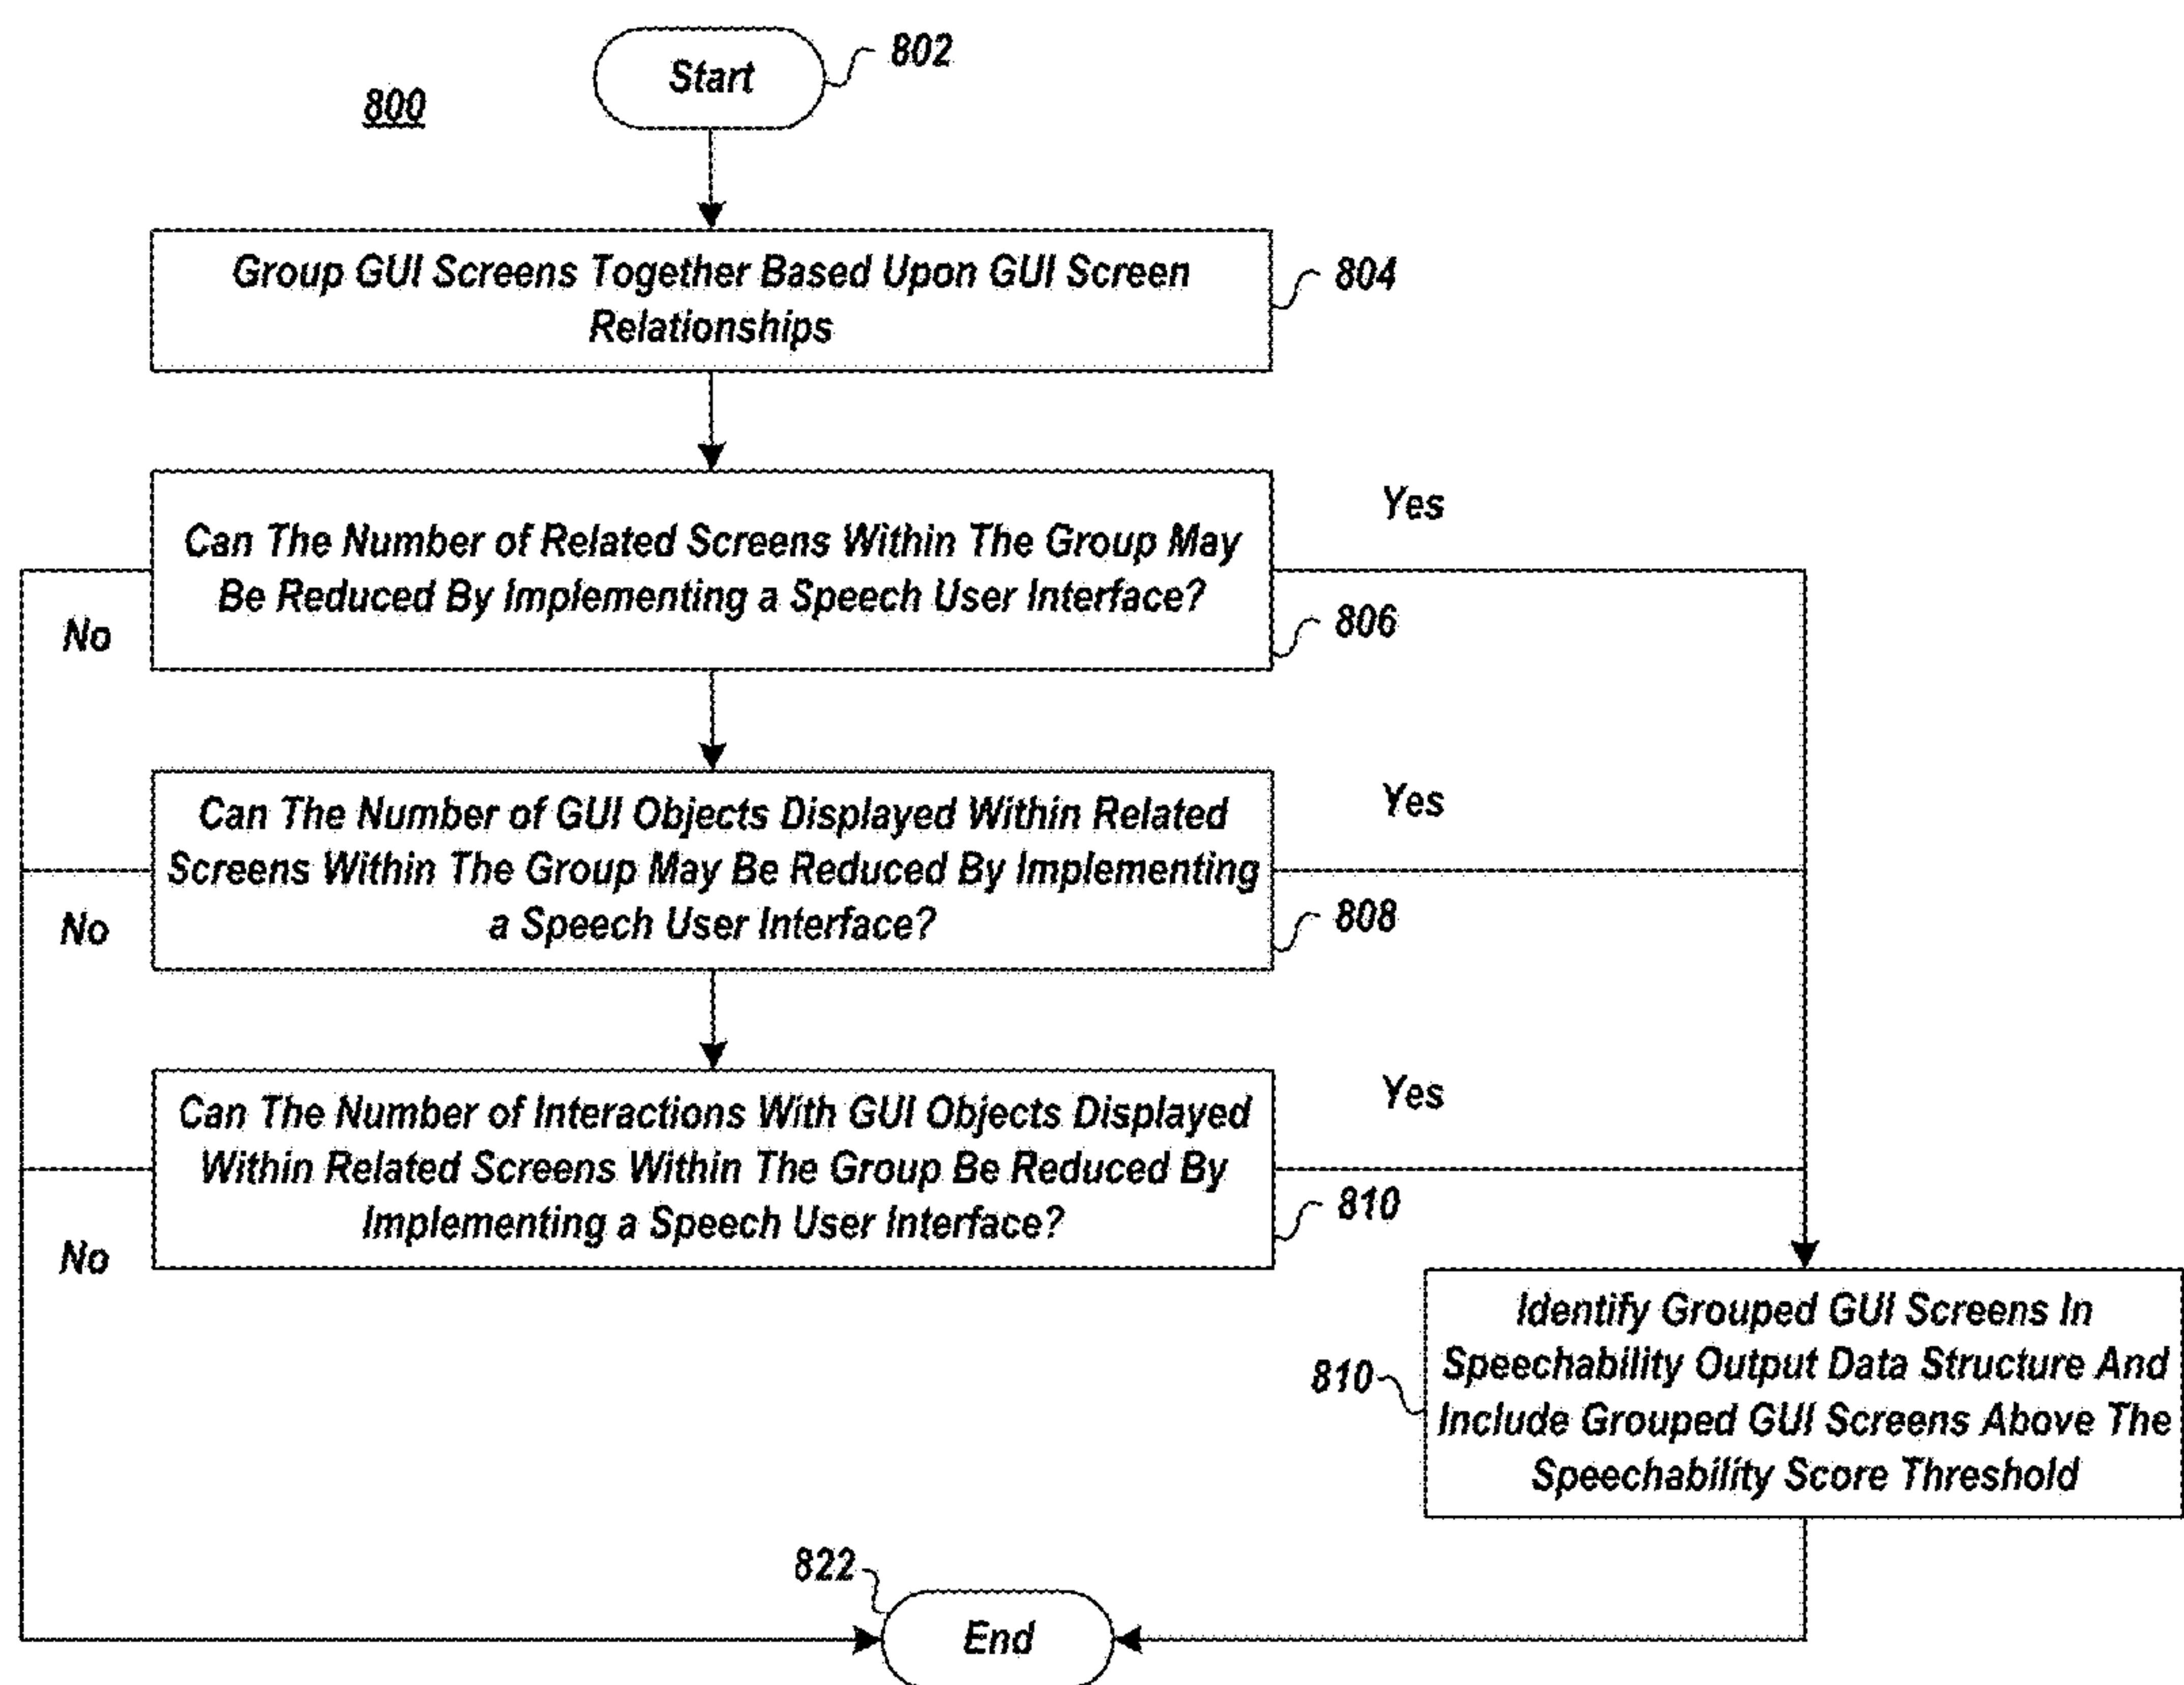 800
Start
802
Group GUI Screens Together Based Upon GUI Screen
Relationships
804
Can The Number of Related Screens Within The Group May
Be Reduced By Implementing a Speech User Interface?
Yes
806
No
Can The Number of GUI Objects Displayed Within Related
Screens Within The Group May Be Reduced By Implementing
a Speech User Interface?
Yes
808
No
Can The Number of Interactions With GUI Objects Displayed
Within Related Screens Within The Group Be Reduced By
Implementing a Speech User Interface?
Yes
810
No
Identify Grouped GUI Screens In
Speechability Output Data Structure And
Include Grouped GUI Screens Above The
Speechability Score Threshold
810
822
End